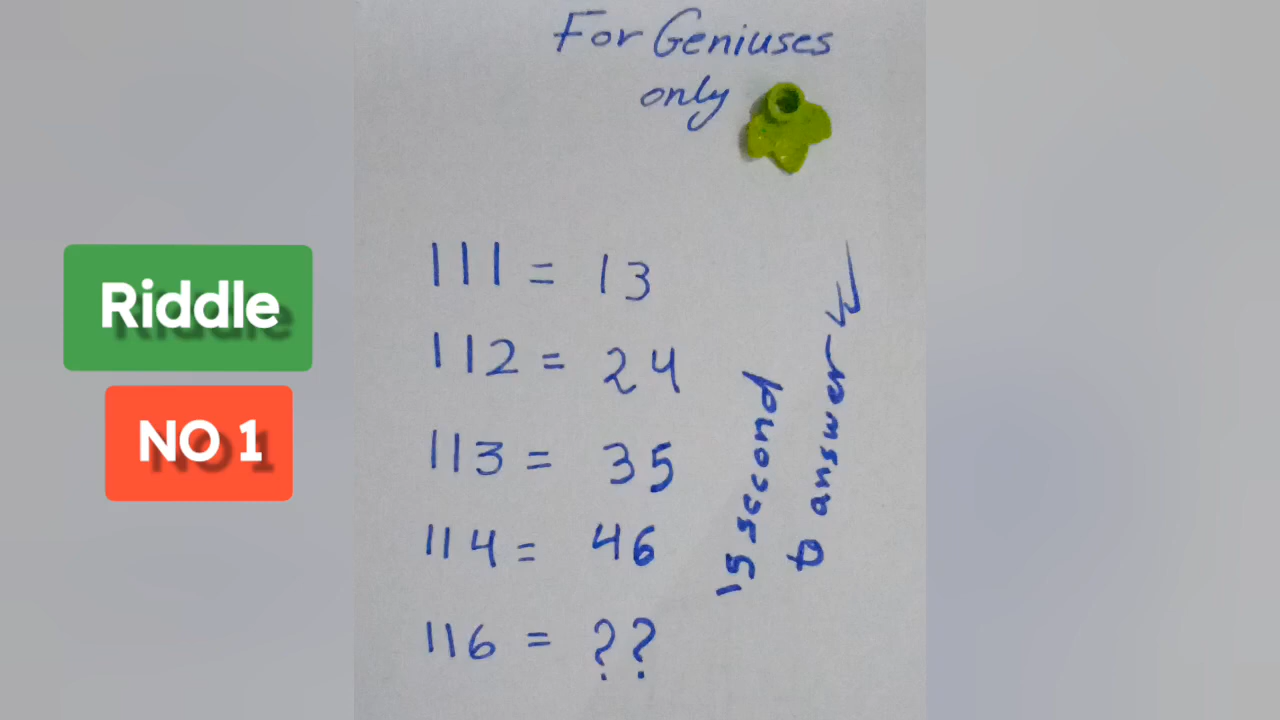 For Geniuses
only
Riddle
NO 1
111 = 13
112 = 24
113 = 35
114 = 46
116 = ??
15 second
to answer